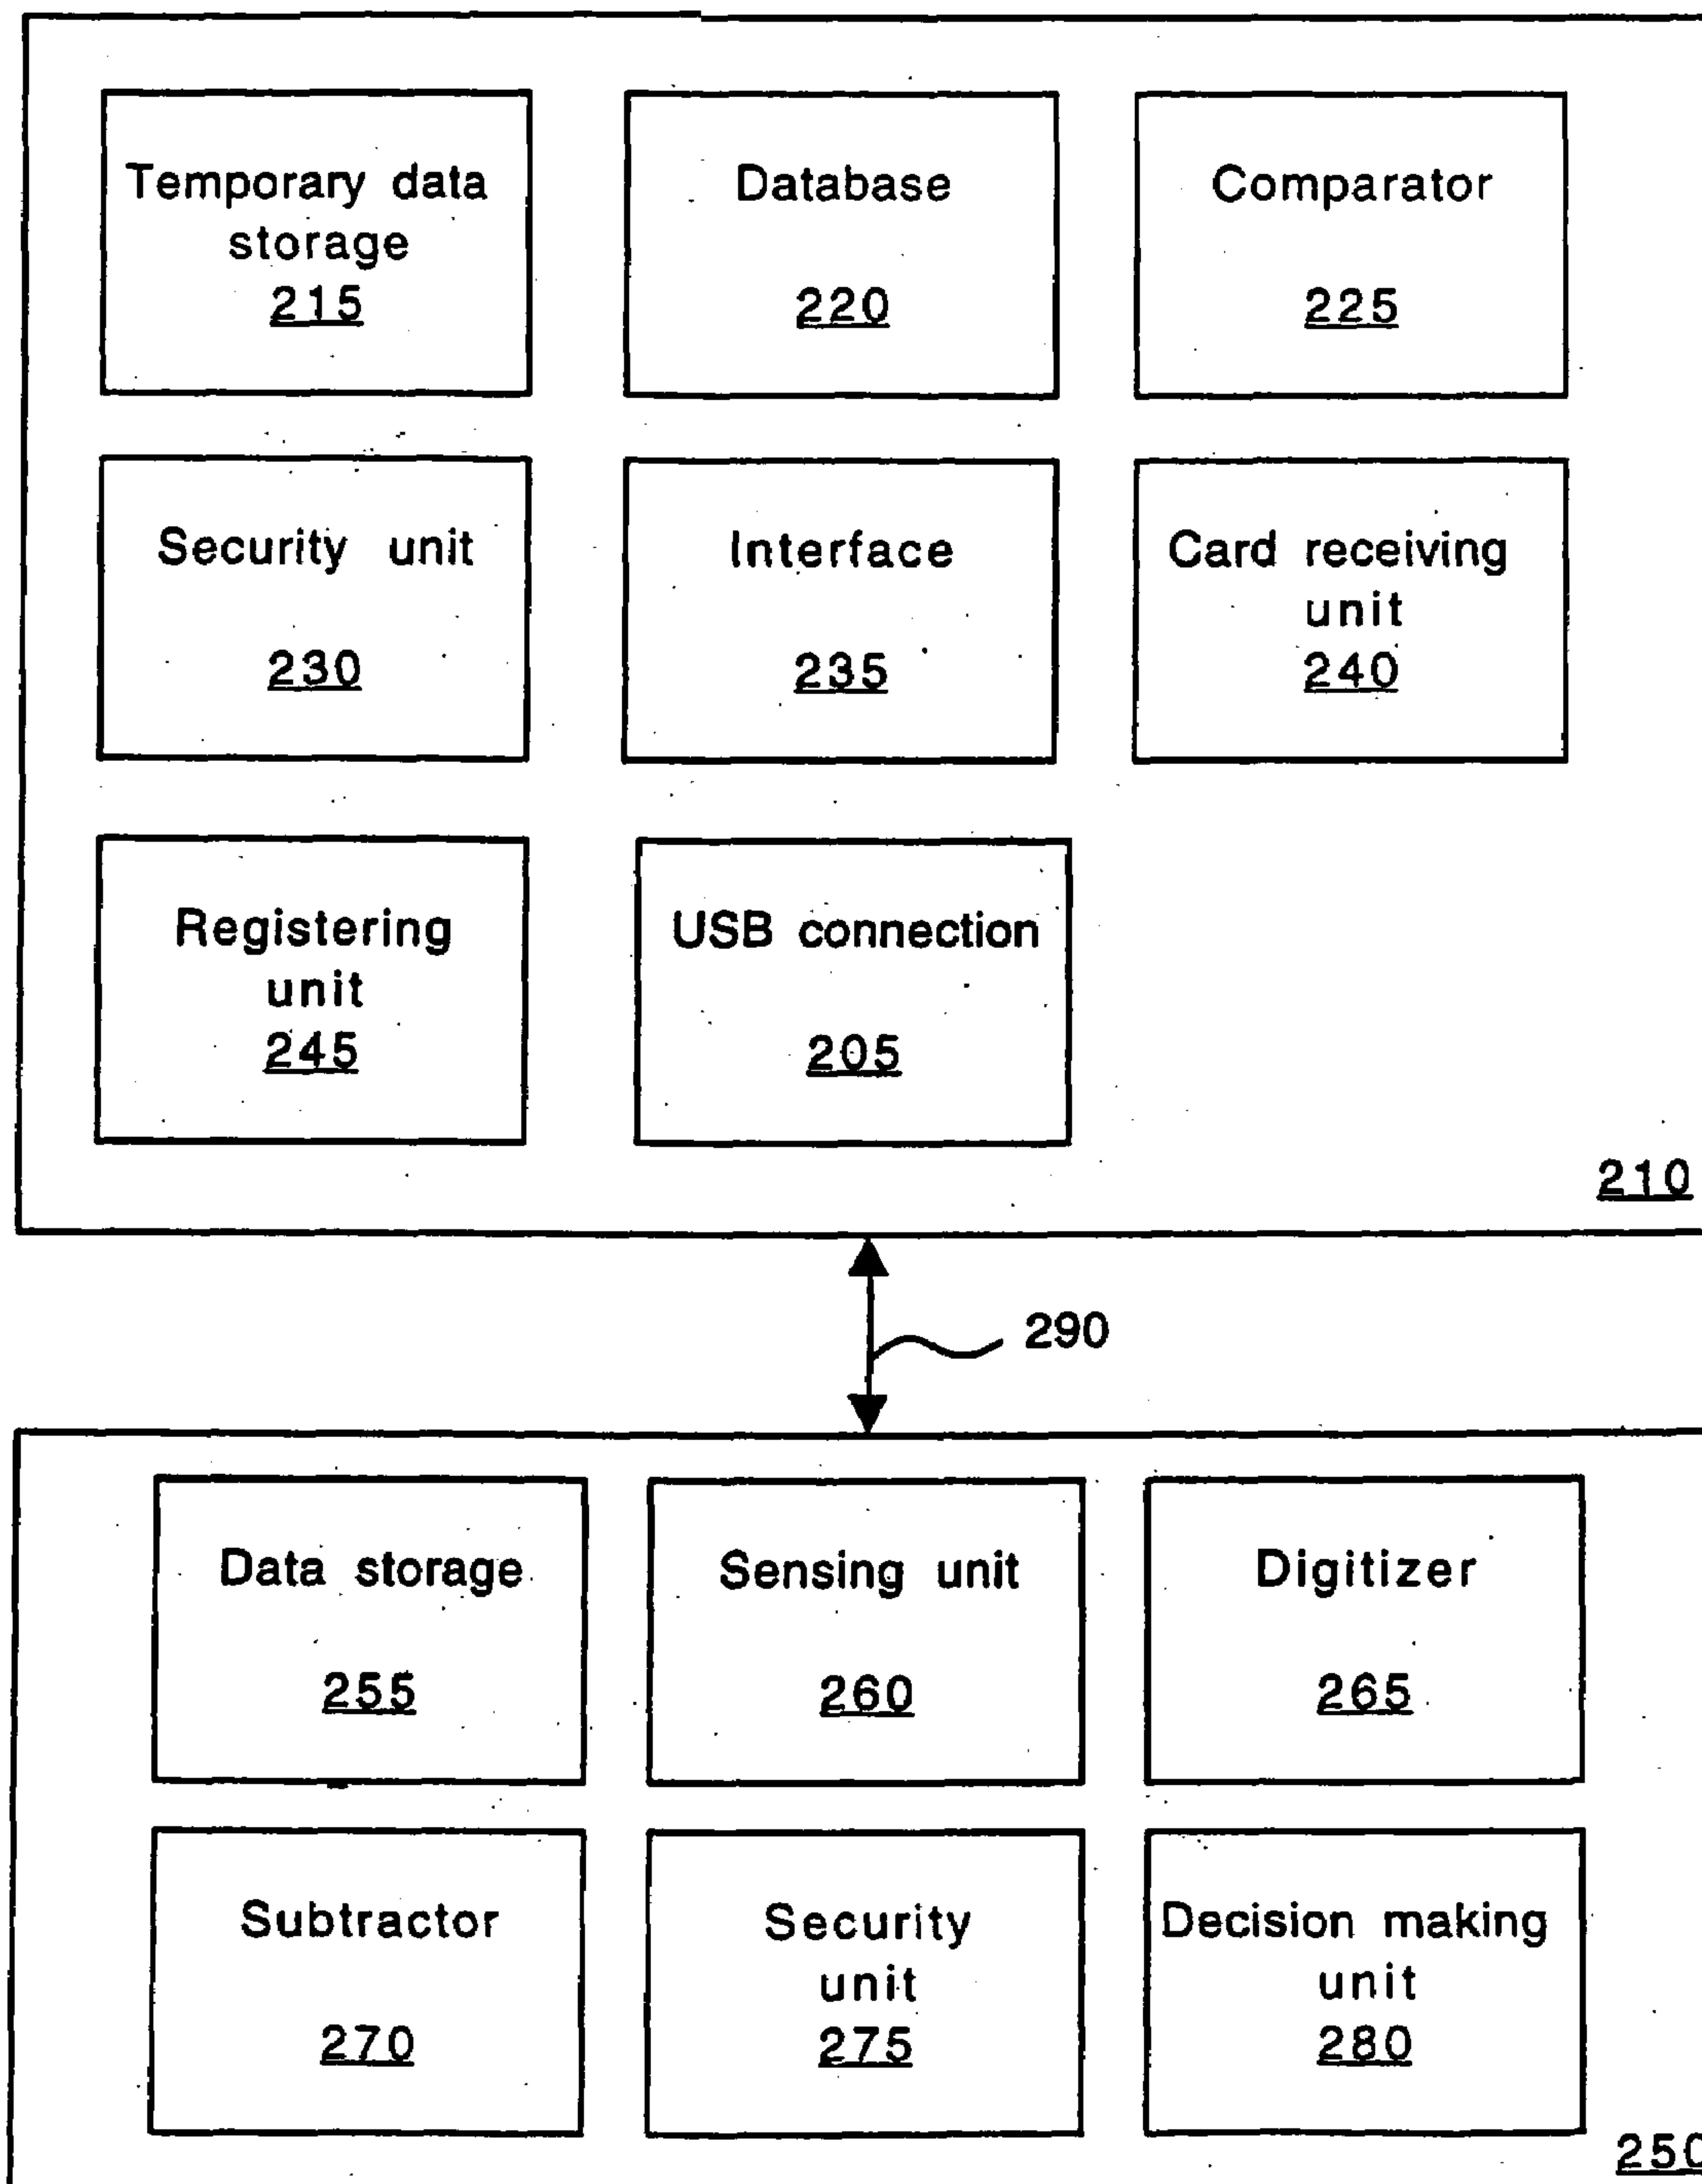 Temporary data
storage
215
Database
220
Comparator
225
Security unit
230
Interface
235
Card receiving
unit
240
Registering
unit
245
USB connection
205
210
290
Data storage
255
Sensing unit
260
Digitizer
265
Subtractor
270
Security
unit
275
Decision making
unit
280
250